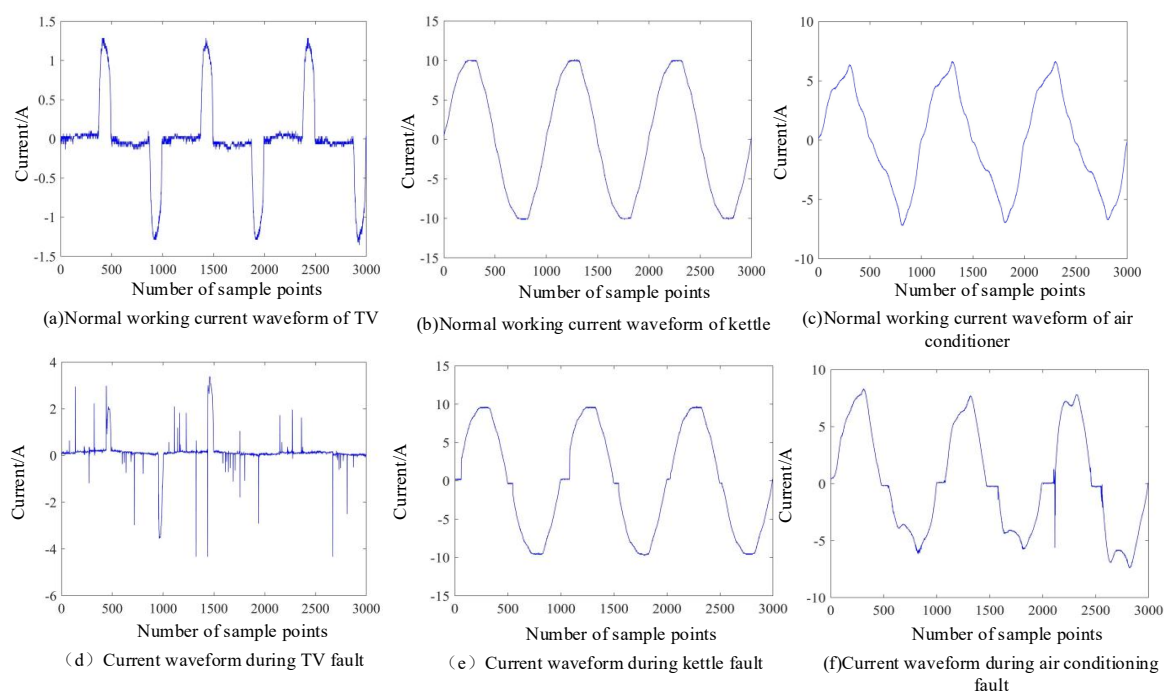 1.5
1
0.5
0
-0.5
-1
-1.5
Current/A
0 500 1000 1500 2000 2500 3000
Number of sample points
(a)Normal working current waveform of TV
15
10
5
0
-5
-10
-15
Current/A
0 500 1000 1500 2000 2500 3000
Number of sample points
(b)Normal working current waveform of kettle
10
5
0
-5
-10
Current/A
0 500 1000 1500 2000 2500 3000
Number of sample points
(c)Normal working current waveform of air
conditioner
4
2
0
-2
-4
-6
Current/A
0 500 1000 1500 2000 2500 3000
Number of sample points
（d）Current waveform during TV fault
15
10
5
0
-5
-10
-15
Current/A
0 500 1000 1500 2000 2500 3000
Number of sample points
（e）Current waveform during kettle fault
10
5
0
-5
-10
Current/A
0 500 1000 1500 2000 2500 3000
Number of sample points
(f)Current waveform during air conditioning
fault